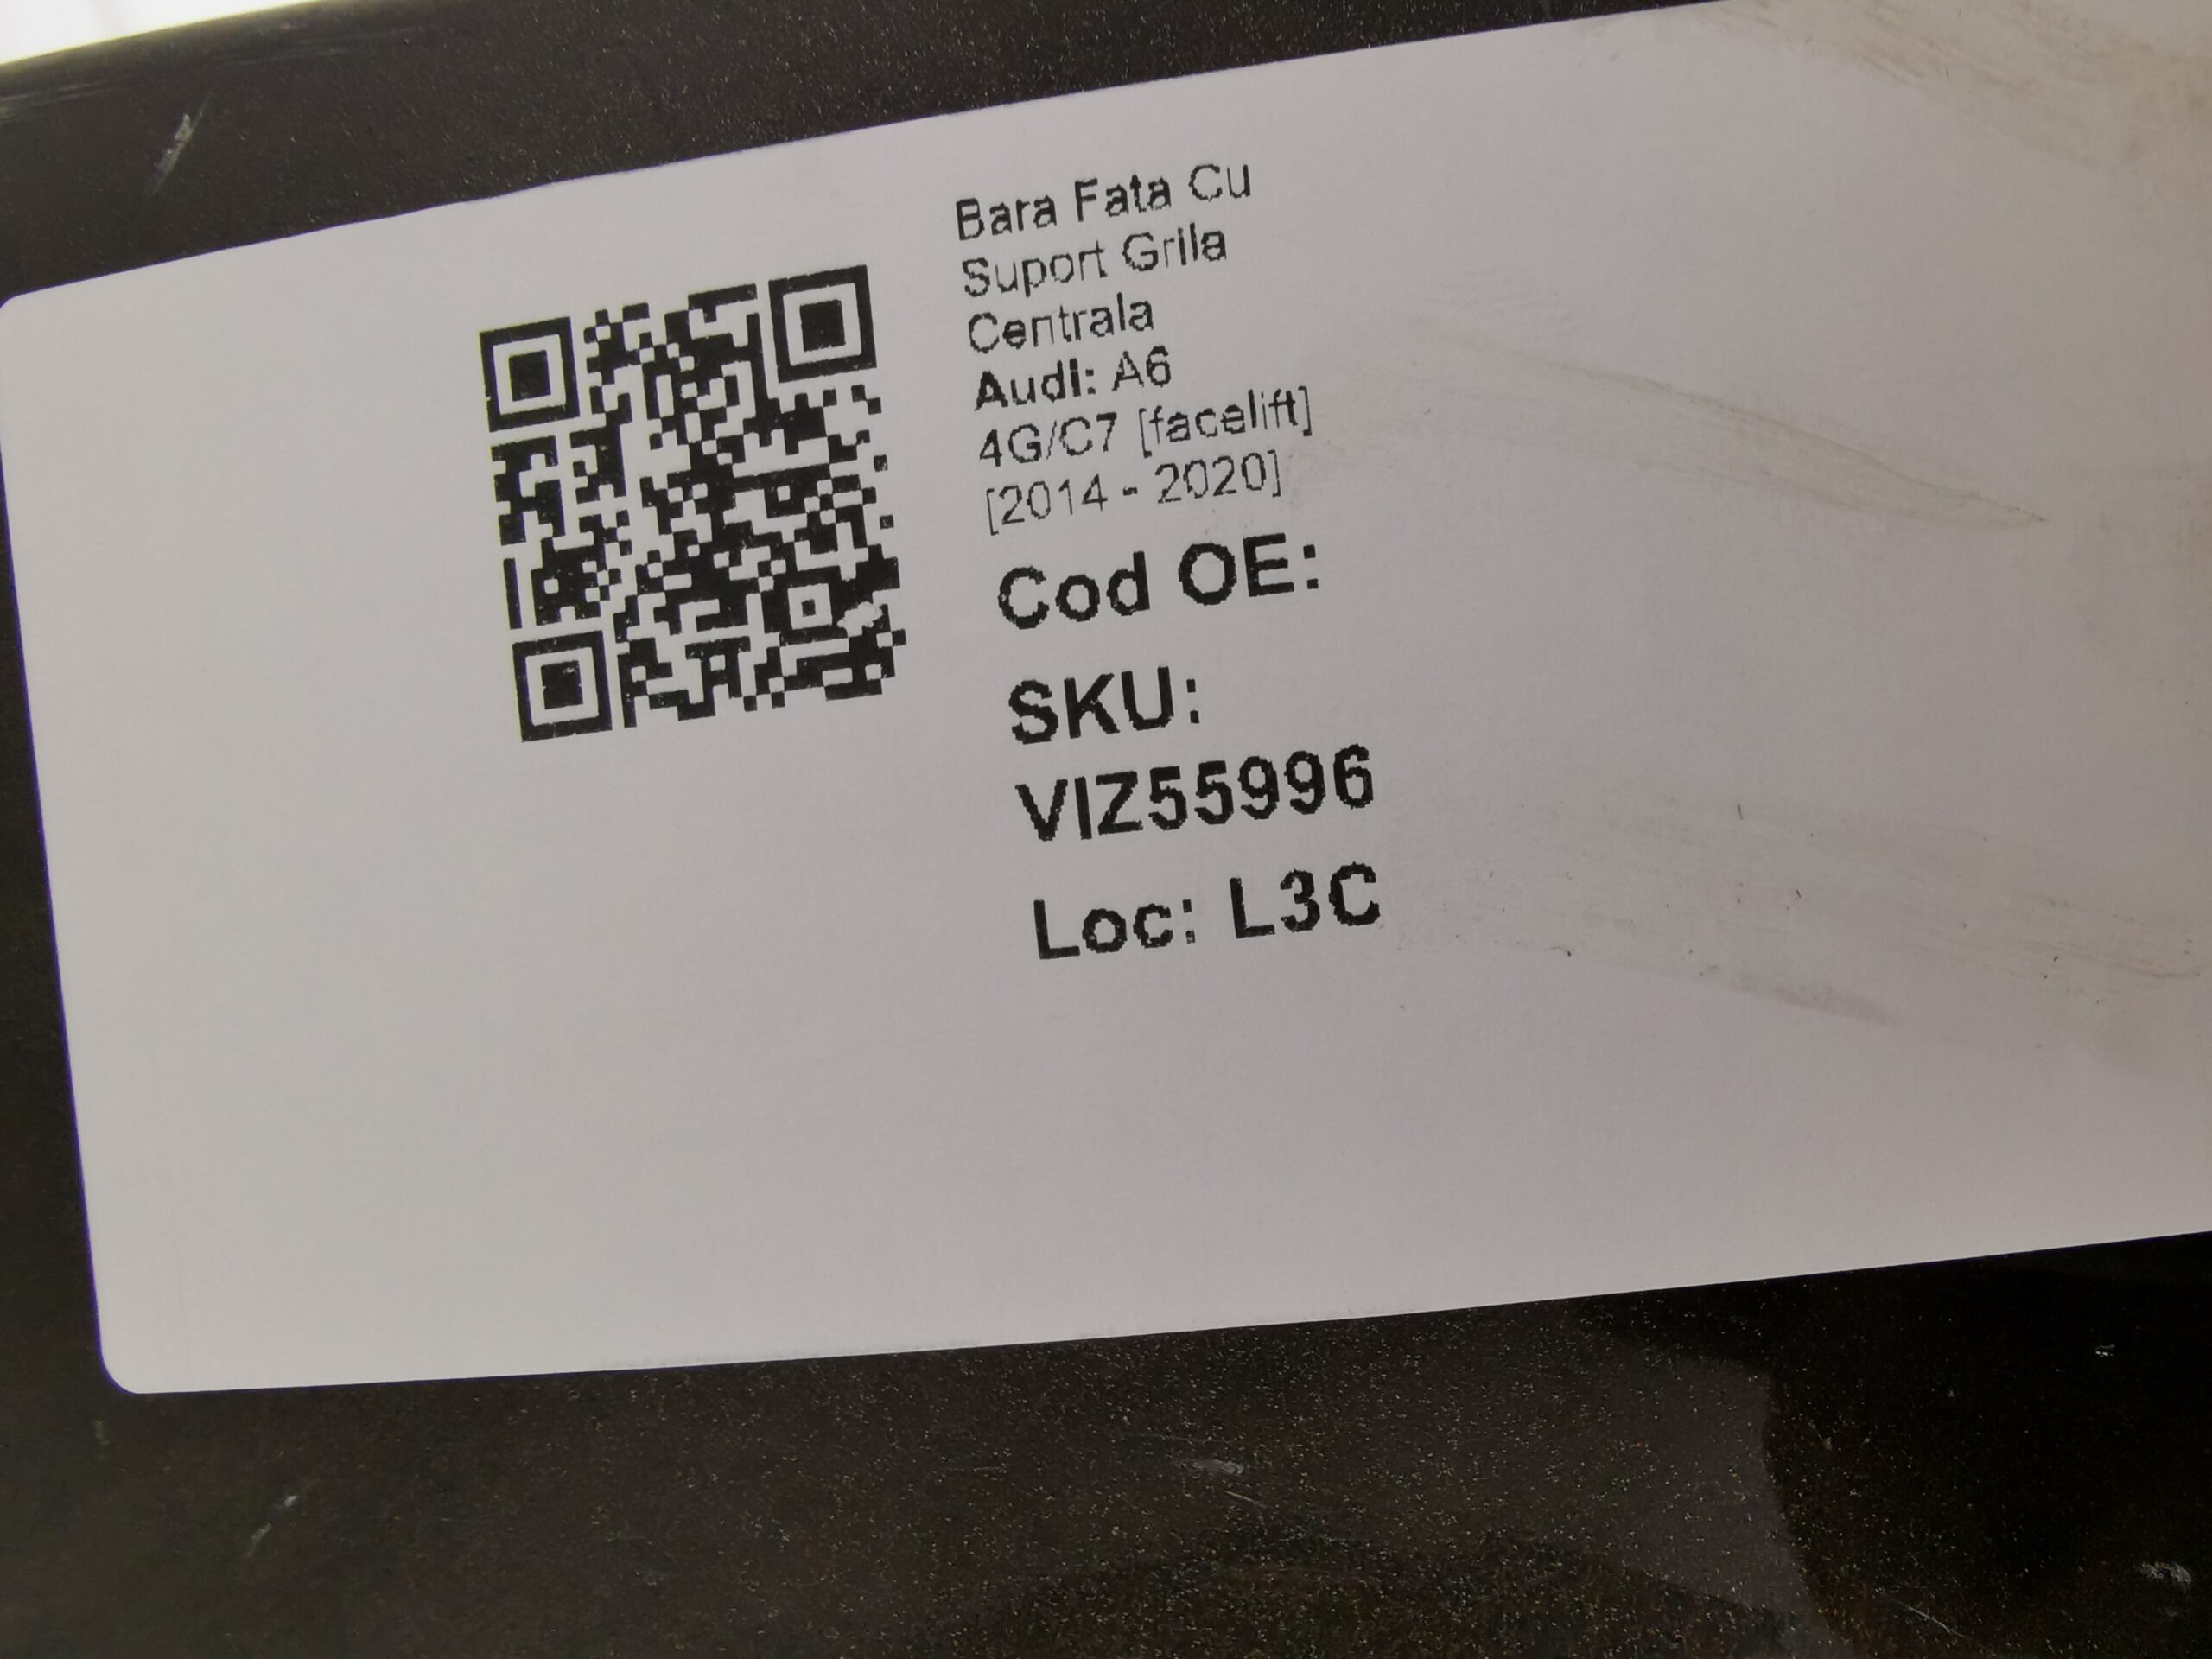 Bara Fata Cu
Suport Grila
Centrala
Audi: A6
4G/C7 [facelift]
[2014 - 2020]
Cod OE:
SKU:
VIZ55996
Loc: L3C